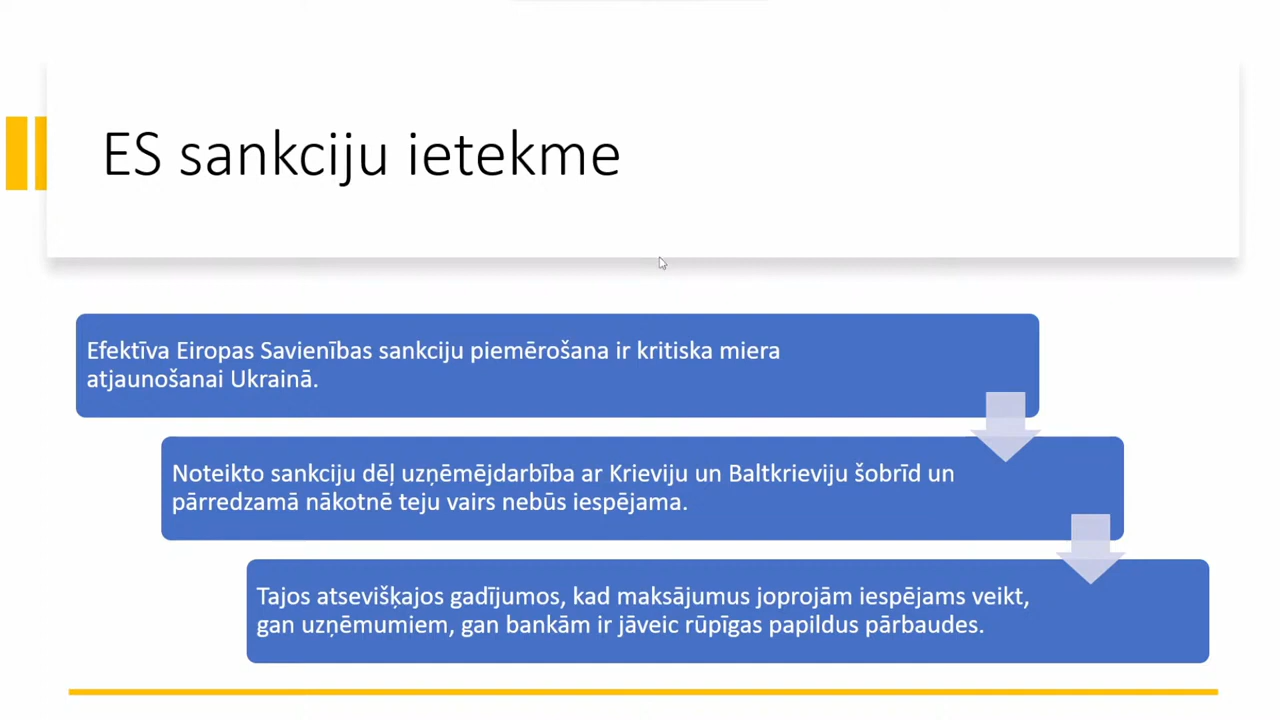 ES sankciju ietekme
Efektīva Eiropas Savienības sankciju piemērošana ir kritiska miera
atjaunošanai Ukrainā.
Noteikto sankciju dēļ uzņēmējdarbība ar Krieviju un Baltkrieviju šobrīd un
pārredzamā nākotnē teju vairs nebūs iespējama.
Tajos atsevišķajos gadījumos, kad maksājumus joprojām iespējams veikt,
gan uzņēmumiem, gan bankām ir jāveic rūpīgas papildus pārbaudes.